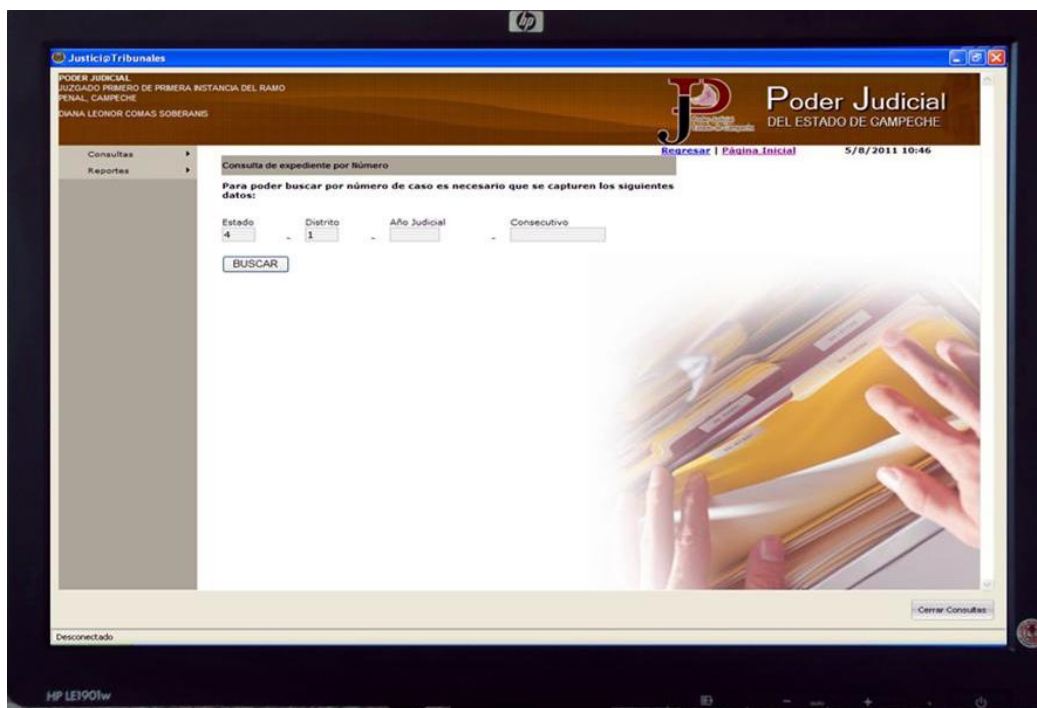 hp
Justici@Tribunales
PODER JUDICIAL
JUZGADO PRIMERO DE PRIMERA INSTANCIA DEL RAMO
PENAL, CAMPECHE
DIANA LEONOR COMAS SOBERANIS
Poder Judicial
DEL ESTADO DE CAMPECHE
Regresar | Página Inicial 5/8/2011 10:46
Consultas
Reportes
Consulta de expediente por Número
Para poder buscar por número de caso es necesario que se capturen los siguientes
datos:
Estado Distrito Año Judicial Consecutivo
4 - 1 - -
BUSCAR
Cerrar Consultas
Desconectado
HP LE1901w